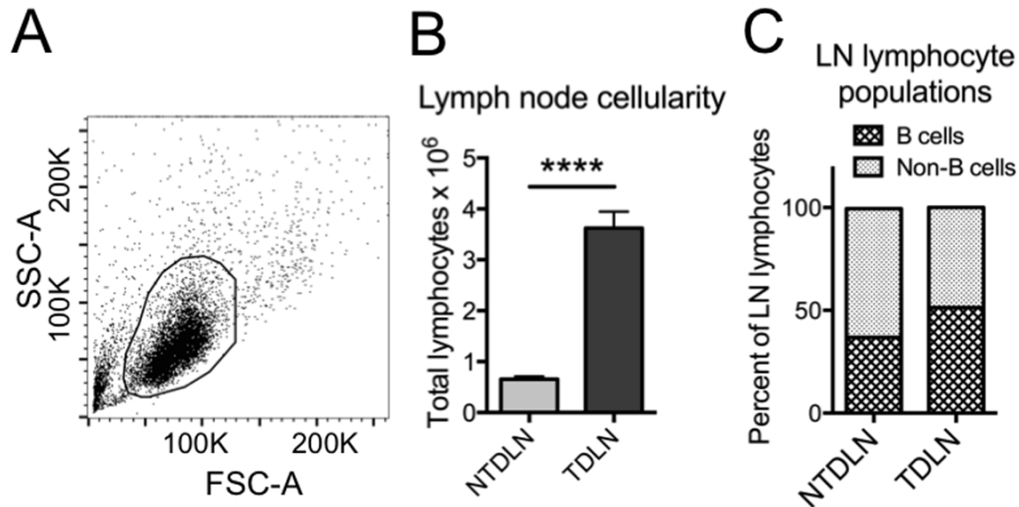 A
SSC-A
200K
100K
100K 200K
FSC-A
B
Lymph node cellularity
Total lymphocytes x 10⁶
5
4
3
2
1
0
****
NTDLN
TDLN
C
LN lymphocyte
populations
B cells
Non-B cells
Percent of LN lymphocytes
100
50
0
NTDLN
TDLN